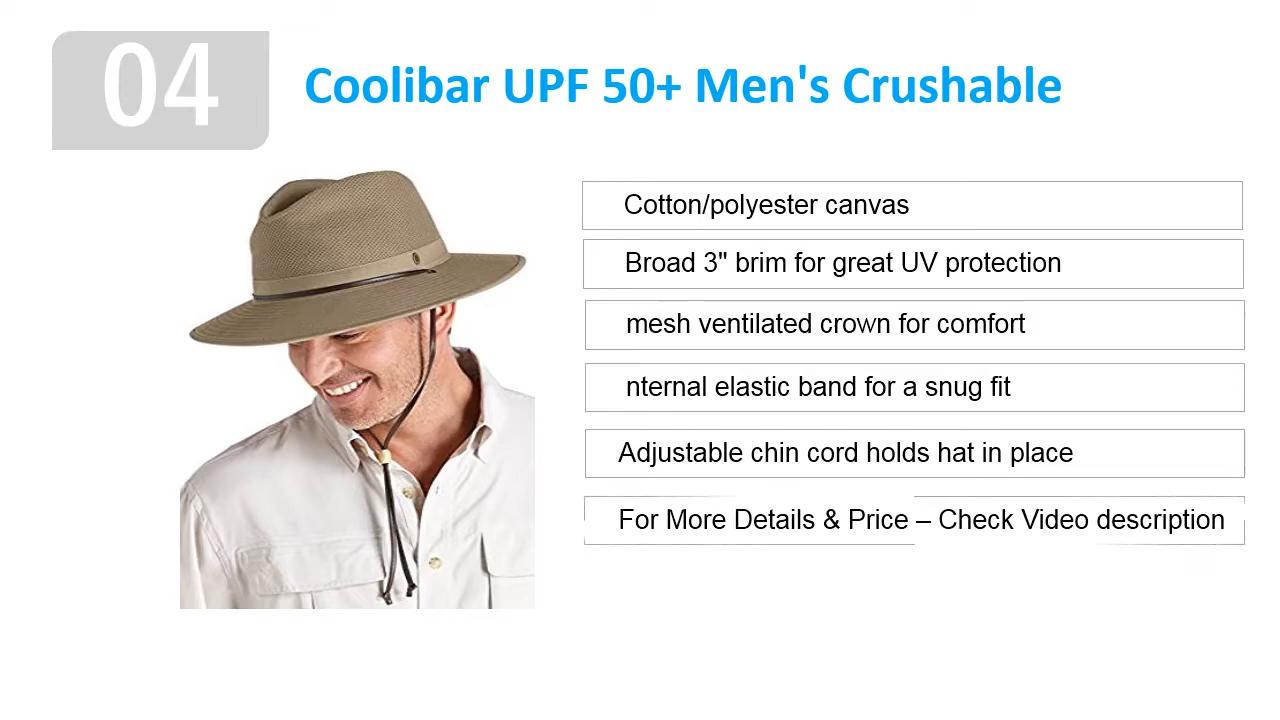 04
Coolibar UPF 50+ Men's Crushable
Cotton/polyester canvas
Broad 3" brim for great UV protection
mesh ventilated crown for comfort
nternal elastic band for a snug fit
Adjustable chin cord holds hat in place
For More Details & Price – Check Video description